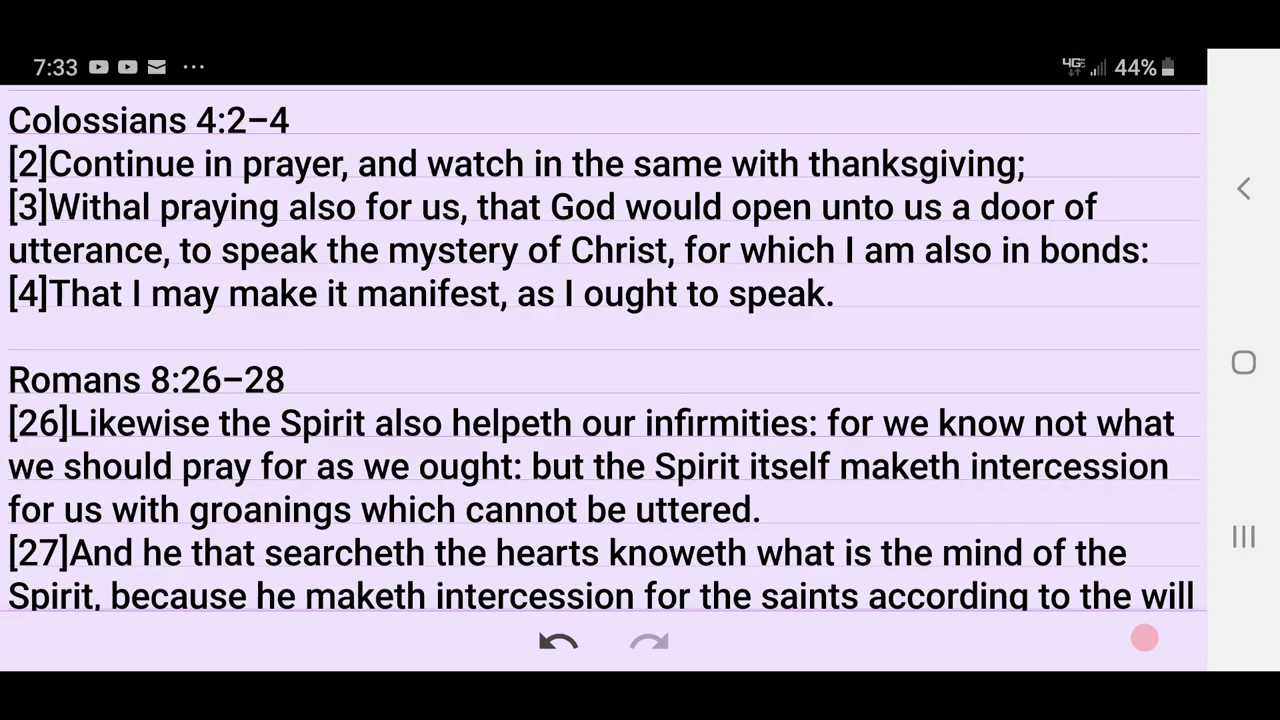 7:33 ... 4GE 44%
Colossians 4:2–4
[2]Continue in prayer, and watch in the same with thanksgiving;
[3]Withal praying also for us, that God would open unto us a door of
utterance, to speak the mystery of Christ, for which I am also in bonds:
[4]That I may make it manifest, as I ought to speak.
Romans 8:26–28
[26]Likewise the Spirit also helpeth our infirmities: for we know not what
we should pray for as we ought: but the Spirit itself maketh intercession
for us with groanings which cannot be uttered.
[27]And he that searcheth the hearts knoweth what is the mind of the
Spirit, because he maketh intercession for the saints according to the will